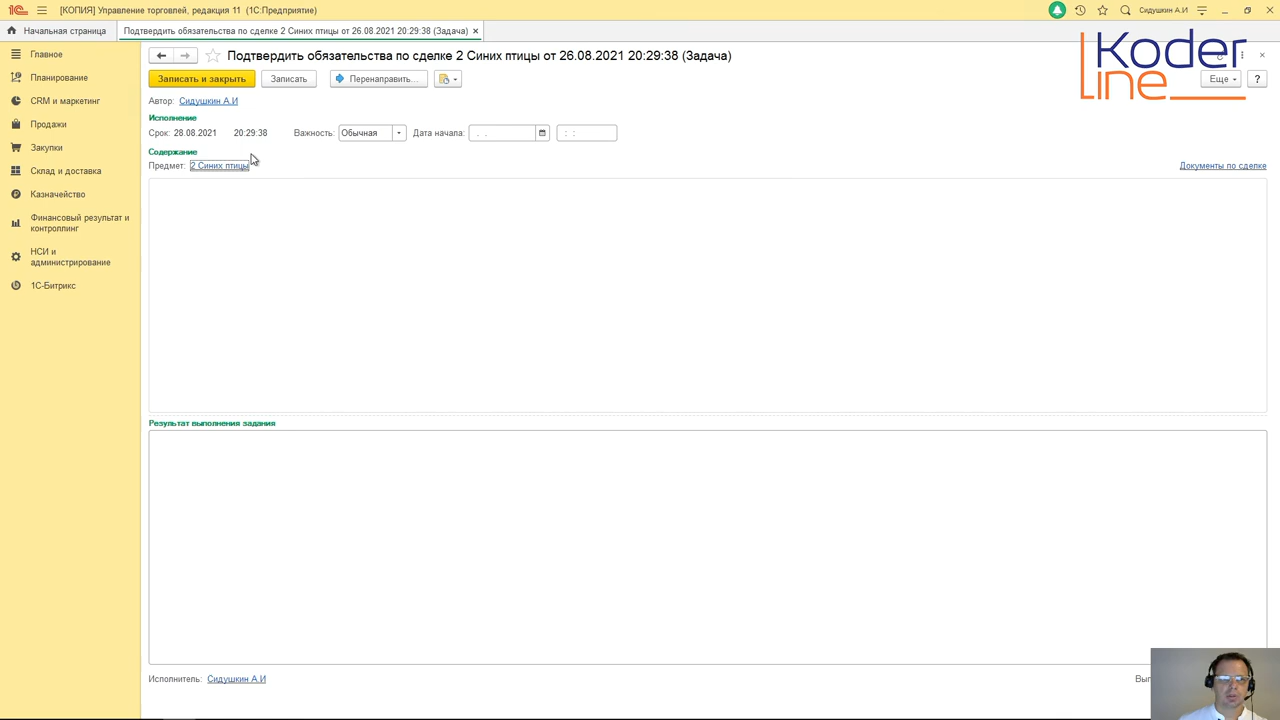 [КОПИЯ] Управление торговлей, редакция 11 (1С:Предприятие)
Сидушкин А.И
Начальная страница
Подтвердить обязательства по сделке 2 Синих птицы от 26.08.2021 20:29:38 (Задача)
Главное
Планирование
CRM и маркетинг
Продажи
Закупки
Склад и доставка
Казначейство
Финансовый результат и
контроллинг
НСИ и
администрирование
1С-Битрикс
Подтвердить обязательства по сделке 2 Синих птицы от 26.08.2021 20:29:38 (Задача)
Koder
line
Записать и закрыть
Записать
Перенаправить...
Еще
?
Автор: Сидушкин А.И
Исполнение
Срок: 28.08.2021 20:29:38 Важность: Обычная Дата начала: . . : :
Содержание
Предмет: 2 Синих птицы
Документы по сделке
Результат выполнения задания
Исполнитель: Сидушкин А.И